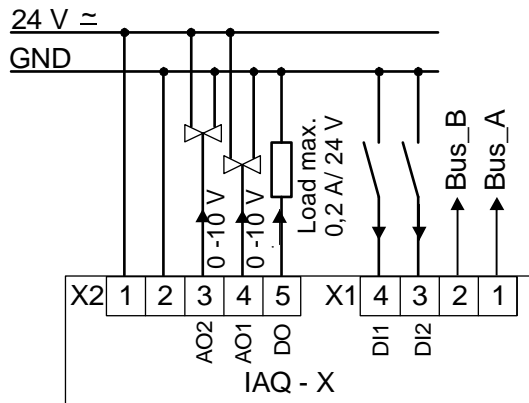 24 V ≃
GND
0 -10 V
0 -10 V
Load max.
0,2 A/ 24 V
Bus_B
Bus_A
X2 1 2 3 4 5 X1 4 3 2 1
AO2
AO1
DO
DI1
DI2
IAQ - X